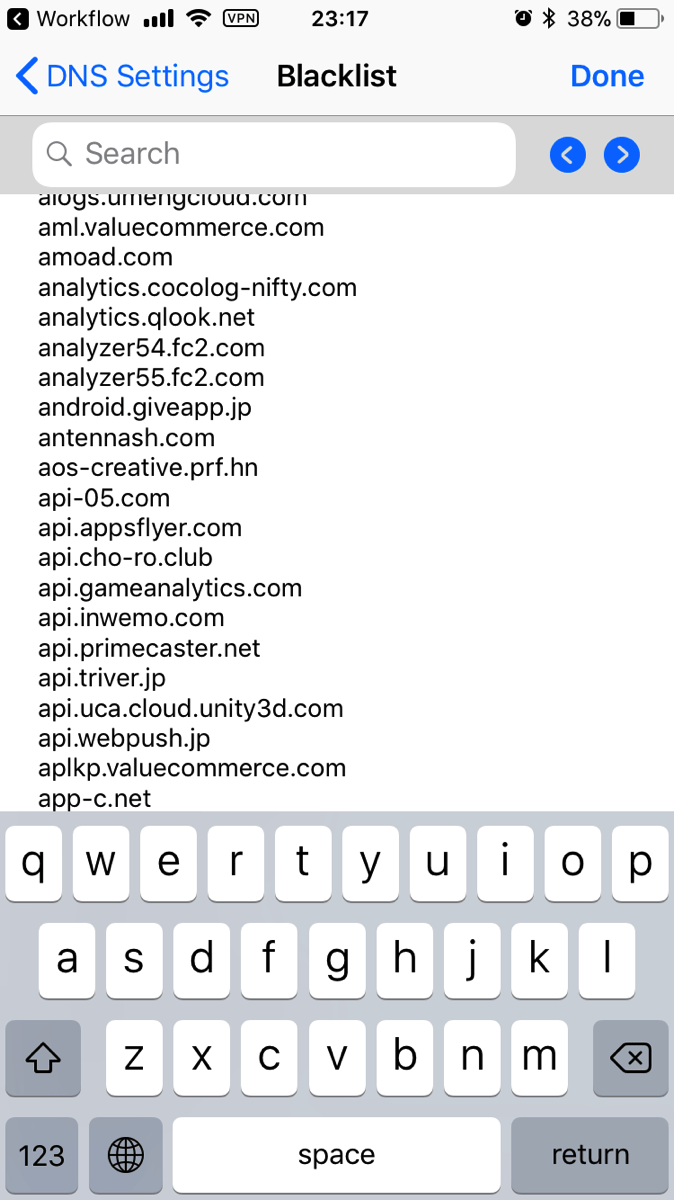 Workflow VPN 23:17 38%
DNS Settings Blacklist Done
Search
alogs.umengcloud.com
aml.valuecommerce.com
amoad.com
analytics.cocolog-nifty.com
analytics.qlook.net
analyzer54.fc2.com
analyzer55.fc2.com
android.giveapp.jp
antennash.com
aos-creative.prf.hn
api-05.com
api.appsflyer.com
api.cho-ro.club
api.gameanalytics.com
api.inwemo.com
api.primecaster.net
api.triver.jp
api.uca.cloud.unity3d.com
api.webpush.jp
aplkp.valuecommerce.com
app-c.net
q w e r t y u i o p
a s d f g h j k l
z x c v b n m
123 space return